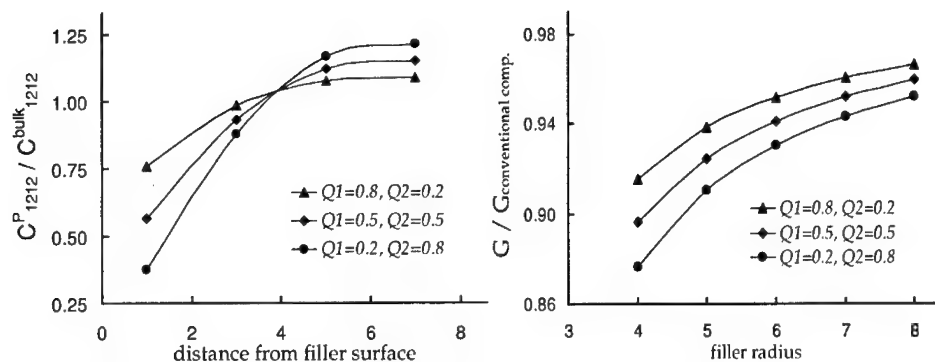 C^P_1212 / C^bulk_1212
1.25
1.00
0.75
0.50
0.25
Q1=0.8, Q2=0.2
Q1=0.5, Q2=0.5
Q1=0.2, Q2=0.8
0 2 4 6 8
distance from filler surface
G / Gconventional comp.
0.98
0.94
0.90
0.86
Q1=0.8, Q2=0.2
Q1=0.5, Q2=0.5
Q1=0.2, Q2=0.8
3 4 5 6 7 8
filler radius